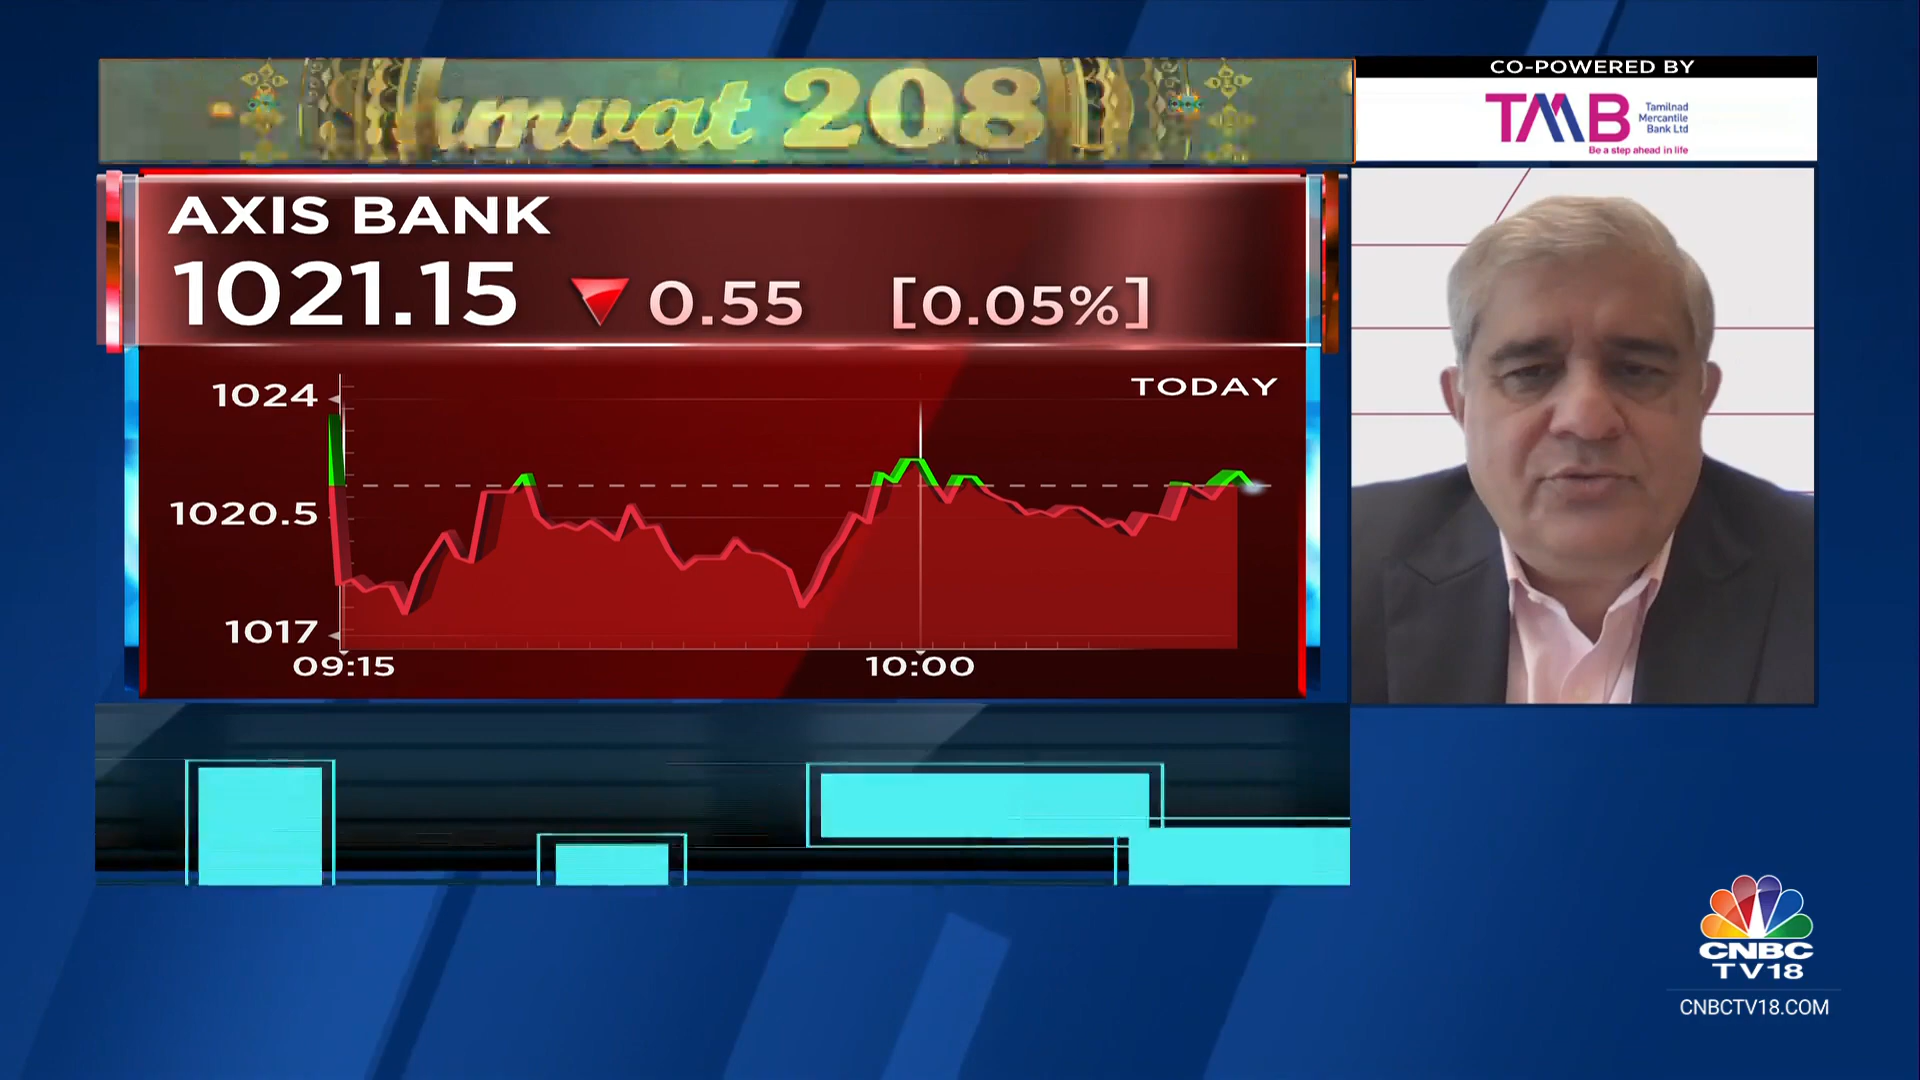 mvat 208
CO-POWERED BY
TMB
Tamilnad
Mercantile
Bank Ltd
Be a step ahead in life
AXIS BANK
1021.15 ▼ 0.55 [0.05%]
TODAY
1024
1020.5
1017
09:15 10:00
CNBC
TV18
CNBCTV18.COM